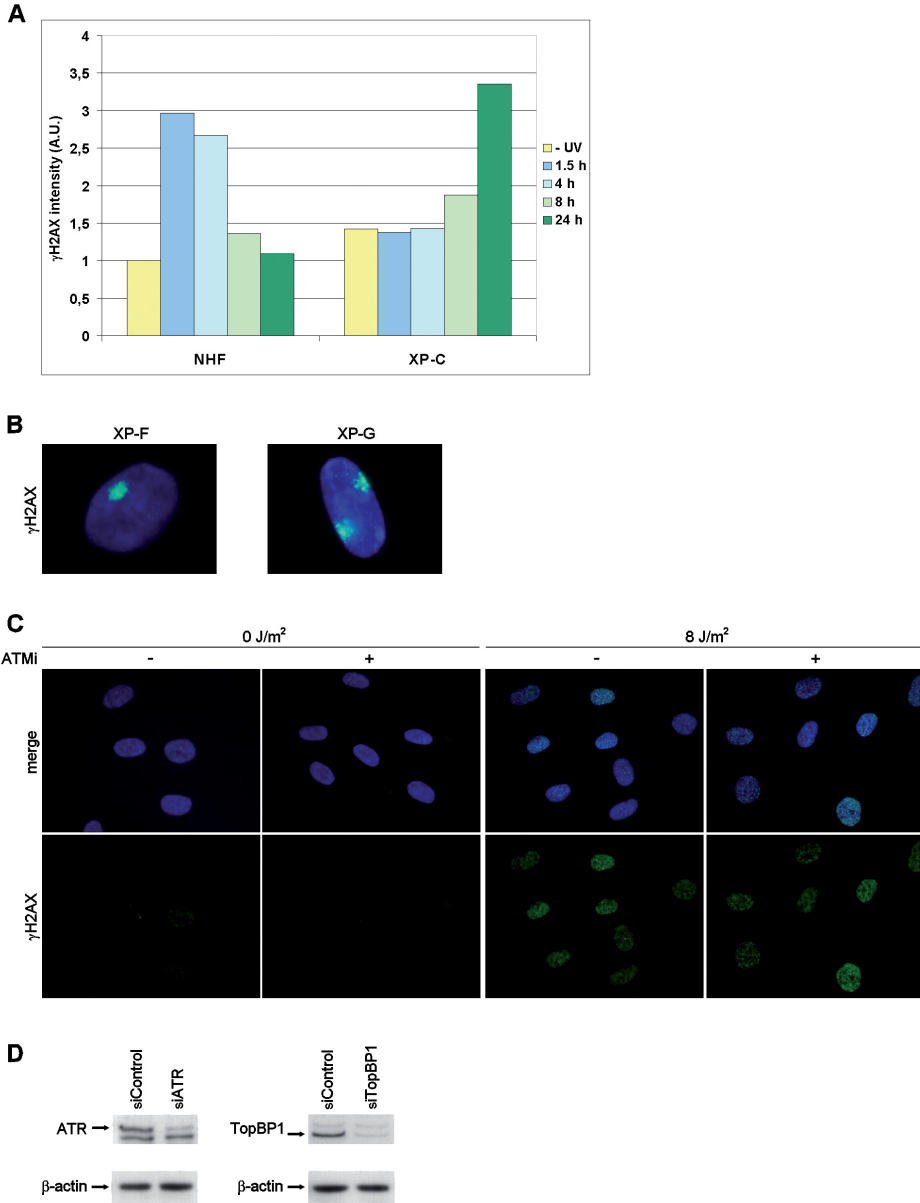 A
γH2AX intensity (A.U.)
4
3,5
3
2,5
2
1,5
1
0,5
0
NHF
XP-C
- UV
1.5 h
4 h
8 h
24 h
B
XP-F
XP-G
γH2AX
C
0 J/m²
8 J/m²
ATMi
-
+
-
+
merge
γH2AX
D
siControl
siATR
siControl
siTopBP1
ATR
TopBP1
β-actin
β-actin